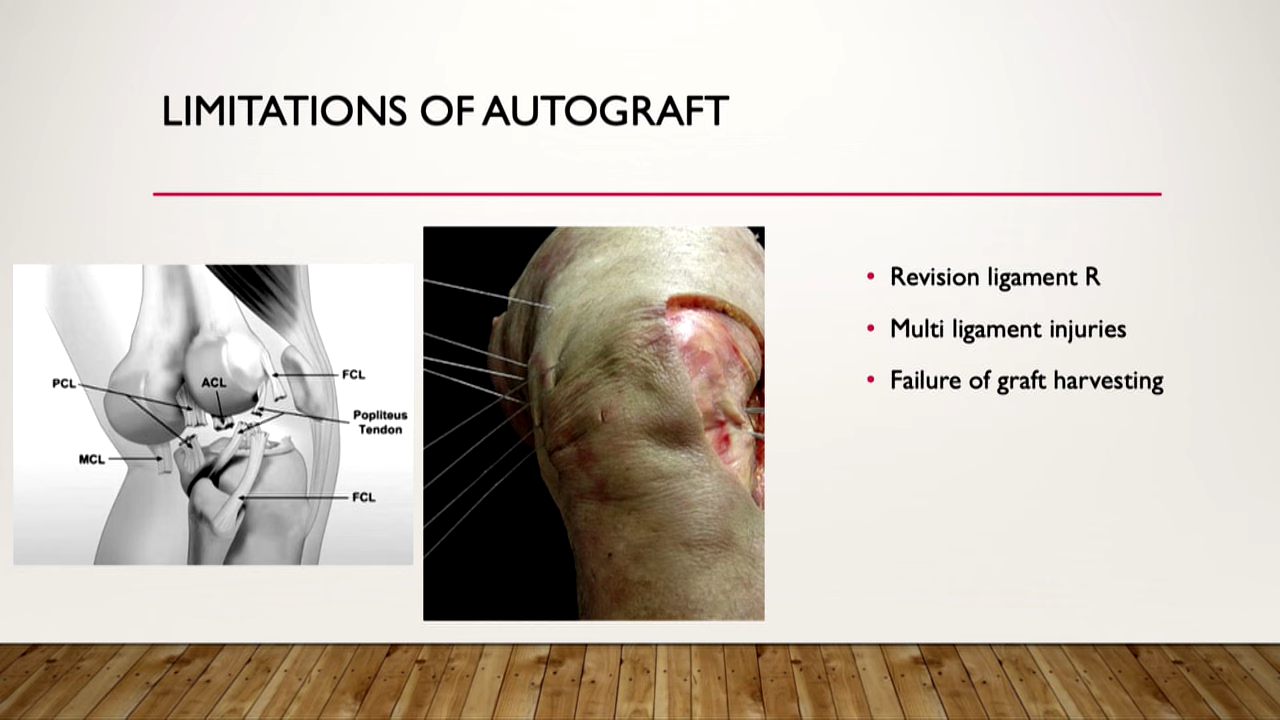 LIMITATIONS OF AUTOGRAFT
PCL
ACL
FCL
Popliteus
Tendon
MCL
FCL
• Revision ligament R
• Multi ligament injuries
• Failure of graft harvesting